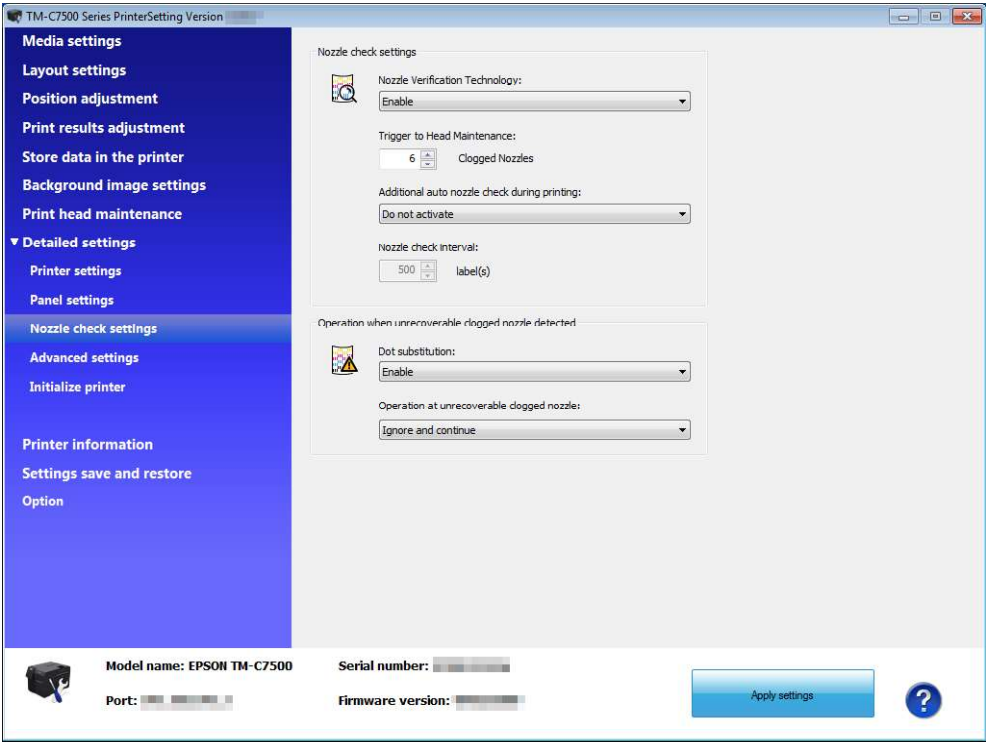 TM-C7500 Series PrinterSetting Version
Media settings
Layout settings
Position adjustment
Print results adjustment
Store data in the printer
Background image settings
Print head maintenance
Detailed settings
Printer settings
Panel settings
Nozzle check settings
Advanced settings
Initialize printer
Printer information
Settings save and restore
Option
Nozzle check settings
Nozzle Verification Technology:
Enable
Trigger to Head Maintenance:
6 Clogged Nozzles
Additional auto nozzle check during printing:
Do not activate
Nozzle check interval:
500 label(s)
Operation when unrecoverable clogged nozzle detected
Dot substitution:
Enable
Operation at unrecoverable clogged nozzle:
Ignore and continue
Model name: EPSON TM-C7500
Serial number:
Port:
Firmware version:
Apply settings
?